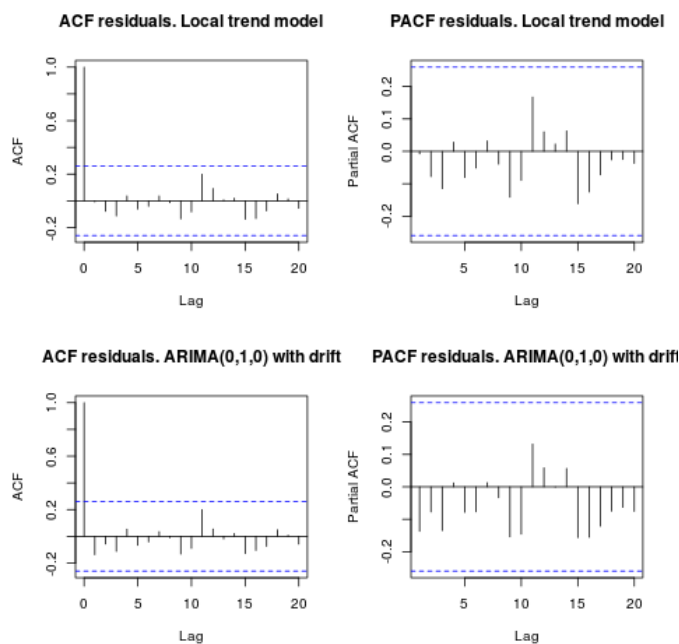 ACF residuals. Local trend model
PACF residuals. Local trend model
ACF
1.0
0.6
0.2
-0.2
0
5
10
15
20
Lag
Partial ACF
0.2
0.1
0.0
-0.2
5
10
15
20
Lag
ACF residuals. ARIMA(0,1,0) with drift
PACF residuals. ARIMA(0,1,0) with drift
ACF
1.0
0.6
0.2
-0.2
0
5
10
15
20
Lag
Partial ACF
0.2
0.1
0.0
-0.2
5
10
15
20
Lag